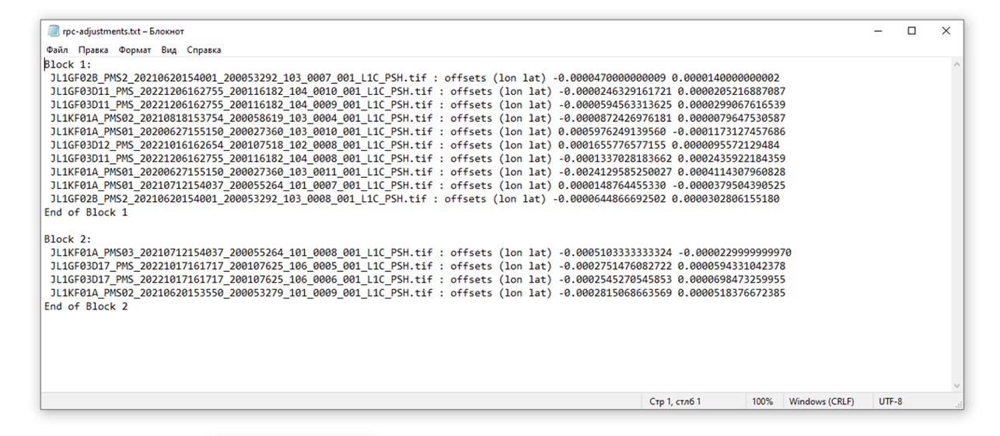 rpc-adjustments.txt – Блокнот
Файл Правка Формат Вид Справка
Block 1:
JL1GF02B_PMS2_20210620154001_200053292_103_0007_001_L1C_PSH.tif : offsets (lon lat) -0.0000470000000009 0.0000140000000002
JL1GF03D11_PMS_20221206162755_200116182_104_0010_001_L1C_PSH.tif : offsets (lon lat) -0.0000246329161721 0.0000205216887087
JL1GF03D11_PMS_20221206162755_200116182_104_0009_001_L1C_PSH.tif : offsets (lon lat) -0.0000594563313625 0.0000299067616539
JL1KF01A_PMS02_20210818153754_200058619_103_0004_001_L1C_PSH.tif : offsets (lon lat) -0.0000872426976181 0.0000079647530587
JL1KF01A_PMS01_20200627155150_200027360_103_0010_001_L1C_PSH.tif : offsets (lon lat) 0.0005976249139560 -0.0001173127457686
JL1GF03D12_PMS_20221016162654_200107518_102_0008_001_L1C_PSH.tif : offsets (lon lat) 0.0001655776577155 0.0000095572129484
JL1GF03D11_PMS_20221206162755_200116182_104_0008_001_L1C_PSH.tif : offsets (lon lat) -0.0001337028183662 0.0002435922184359
JL1KF01A_PMS01_20200627155150_200027360_103_0011_001_L1C_PSH.tif : offsets (lon lat) -0.0024129585250027 0.0004114307960828
JL1KF01A_PMS01_20210712154037_200055264_101_0007_001_L1C_PSH.tif : offsets (lon lat) 0.0000148764455330 -0.0000379504390525
JL1GF02B_PMS2_20210620154001_200053292_103_0008_001_L1C_PSH.tif : offsets (lon lat) -0.0000644866692502 0.0000302806155180
End of Block 1
Block 2:
JL1KF01A_PMS03_20210712154037_200055264_101_0008_001_L1C_PSH.tif : offsets (lon lat) -0.0005103333333324 -0.0000229999999970
JL1GF03D17_PMS_20221017161717_200107625_106_0005_001_L1C_PSH.tif : offsets (lon lat) -0.0002751476082722 0.0000594331042378
JL1GF03D17_PMS_20221017161717_200107625_106_0006_001_L1C_PSH.tif : offsets (lon lat) -0.0002545270545853 0.0000698473259955
JL1KF01A_PMS02_20210620153550_200053279_101_0009_001_L1C_PSH.tif : offsets (lon lat) -0.0002815068663569 0.0000518376672385
End of Block 2
Стр 1, стлб 1 100% Windows (CRLF) UTF-8